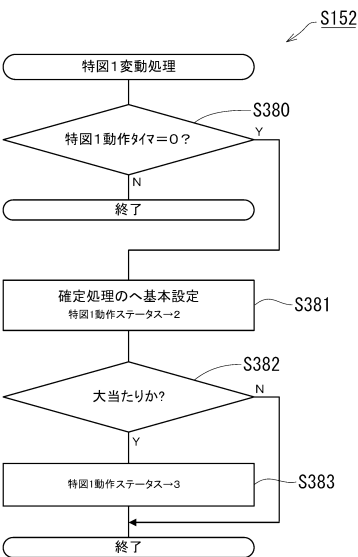 S152
特図1変動処理
S380
特図1動作タイマ=0?
Y
N
終了
確定処理のへ基本設定
特図1動作ステータス→2
S381
S382
大当たりか?
N
Y
特図1動作ステータス→3
S383
終了